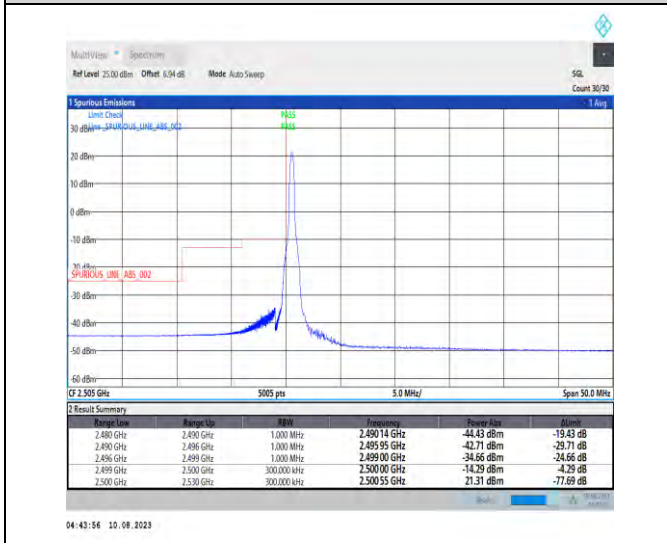 MultiView Spectrum
Ref Level 25.00 dBm Offset 6.94 dB Mode Auto Sweep SGL
Count 30/30
1 Spurious Emissions 1 Avg
Limit Check PASS
30 dBm Line _SPURIOUS_LINE_ABS_002 PASS
20 dBm
10 dBm
0 dBm
-10 dBm
-20 dBm
SPURIOUS_LINE_ABS_002
-30 dBm
-40 dBm
-50 dBm
-60 dBm
CF 2.505 GHz 5005 pts 5.0 MHz/ Span 50.0 MHz
2 Result Summary
Range Low Range Up RBW Frequency Power Abs ΔLimit
2.480 GHz 2.490 GHz 1.000 MHz 2.490 14 GHz -44.43 dBm -19.43 dB
2.490 GHz 2.496 GHz 1.000 MHz 2.495 95 GHz -42.71 dBm -29.71 dB
2.496 GHz 2.499 GHz 1.000 MHz 2.499 00 GHz -34.66 dBm -24.66 dB
2.499 GHz 2.500 GHz 300.000 kHz 2.500 00 GHz -14.29 dBm -4.29 dB
2.500 GHz 2.530 GHz 300.000 kHz 2.500 55 GHz 21.31 dBm -77.69 dB
04:43:56 10.08.2023